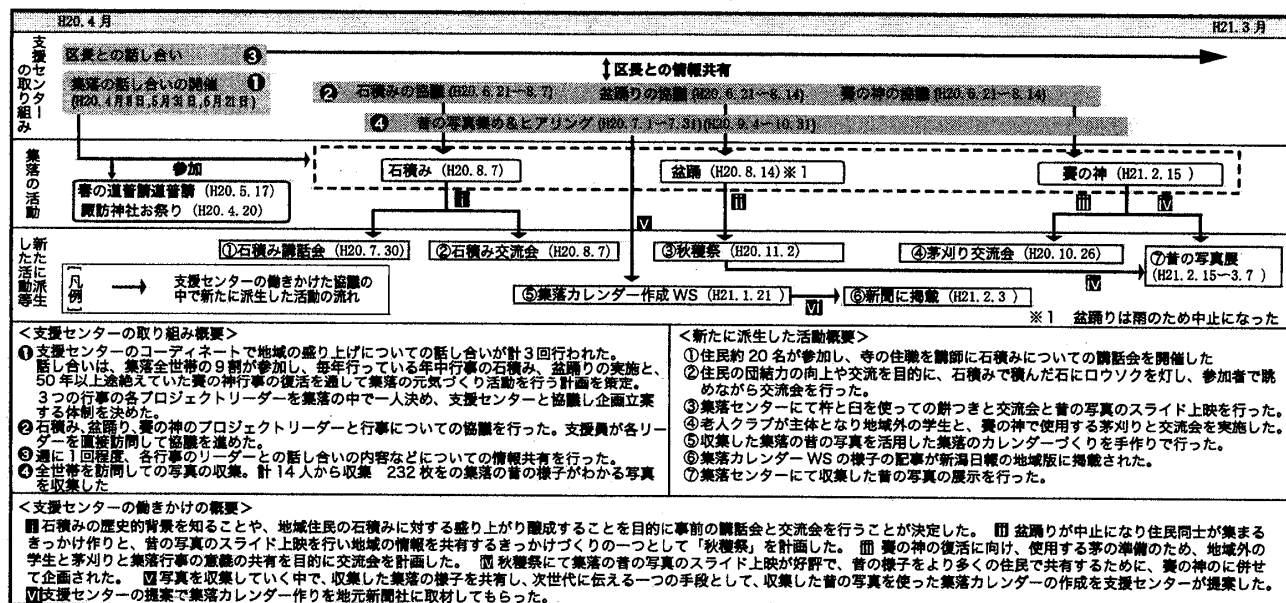 H20.4月
H21.3月
支援センターの取り組み
区長との話し合い ❸
集落の話し合いの開催 ❶
(H20.4月8日,5月31日,6月21日)
区長との情報共有
❷ 石積みの協議(H20.6.21~8.7) 盆踊りの協議(H20.6.21~8.14) 賽の神の協議(H20.6.21~8.14)
❹ 昔の写真集め&ヒアリング(H20.7.1~7.31)(H20.9.4~10.31)
集落の活動
参加
春の道普請道普請 (H20.5.17)
諏訪神社お祭り (H20.4.20)
石積み (H20.8.7)
盆踊 (H20.8.14)※1
賽の神 (H21.2.15 )
i
ii
iii
iv
v
新たに派生した活動等
①石積み講話会 (H20.7.30)
②石積み交流会 (H20.8.7)
③秋穫祭 (H20.11.2)
④茅刈り交流会 (H20.10.26)
⑦昔の写真展
(H21.2.15~3.7 )
iv
[凡例]
支援センターの働きかけた協議の
中で新たに派生した活動の流れ
⑤集落カレンダー作成 WS (H21.1.21 )
vi
⑥新聞に掲載 (H21.2.3 )
※1 盆踊りは雨のため中止になった
<支援センターの取り組み概要>
❶支援センターのコーディネートで地域の盛り上げについての話し合いが計3回行われた。
話し合いは、集落全世帯の9割が参加し、毎年行っている年中行事の石積み、盆踊りの実施と、
50年以上途絶えていた賽の神行事の復活を通して集落の元気づくり活動を行う計画を策定。
3つの行事の各プロジェクトリーダーを集落の中で一人決め、支援センターと協議し企画立案
する体制を決めた。
❷石積み、盆踊り、賽の神のプロジェクトリーダーと行事についての協議を行った。支援員が各リー
ダーを直接訪問して協議を進めた。
❸週に1回程度、各行事のリーダーとの話し合いの内容などについての情報共有を行った。
❹全世帯を訪問しての写真の収集。計14人から収集 232枚をの集落の昔の様子がわかる写真
を収集した
<新たに派生した活動概要>
①住民約20名が参加し、寺の住職を講師に石積みについての講話会を開催した
②住民の団結力の向上や交流を目的に、石積みで積んだ石にロウソクを灯し、参加者で眺
めながら交流会を行った。
③集落センターにて杵と臼を使っての餅つきと交流会と昔の写真のスライド上映を行った。
④老人クラブが主体となり地域外の学生と、賽の神で使用する茅刈りと交流会を実施した。
⑤収集した集落の昔の写真を活用した集落のカレンダーづくりを手作りで行った。
⑥集落カレンダーWSの様子の記事が新潟日報の地域版に掲載された。
⑦集落センターにて収集した昔の写真の展示を行った。
<支援センターの働きかけの概要>
i石積みの歴史的背景を知ることや、地域住民の石積みに対する盛り上がり醸成することを目的に事前の講話会と交流会を行うことが決定した。 ii 盆踊りが中止になり住民同士が集まる
きっかけ作りと、昔の写真のスライド上映を行い地域の情報を共有するきっかけづくりの一つとして「秋穫祭」を計画した。 iii 賽の神の復活に向け、使用する茅の準備のため、地域外の
学生と茅刈りと集落行事の意義の共有を目的に交流会を計画した。 iv 秋穫祭にて集落の昔の写真のスライド上映が好評で、昔の様子をより多くの住民で共有するために、賽の神のに併せ
て企画された。 v写真を収集していく中で、収集した集落の様子を共有し、次世代に伝える一つの手段として、収集した昔の写真を使った集落カレンダーの作成を支援センターが提案した。
vi支援センターの提案で集落カレンダー作りを地元新聞社に取材してもらった。